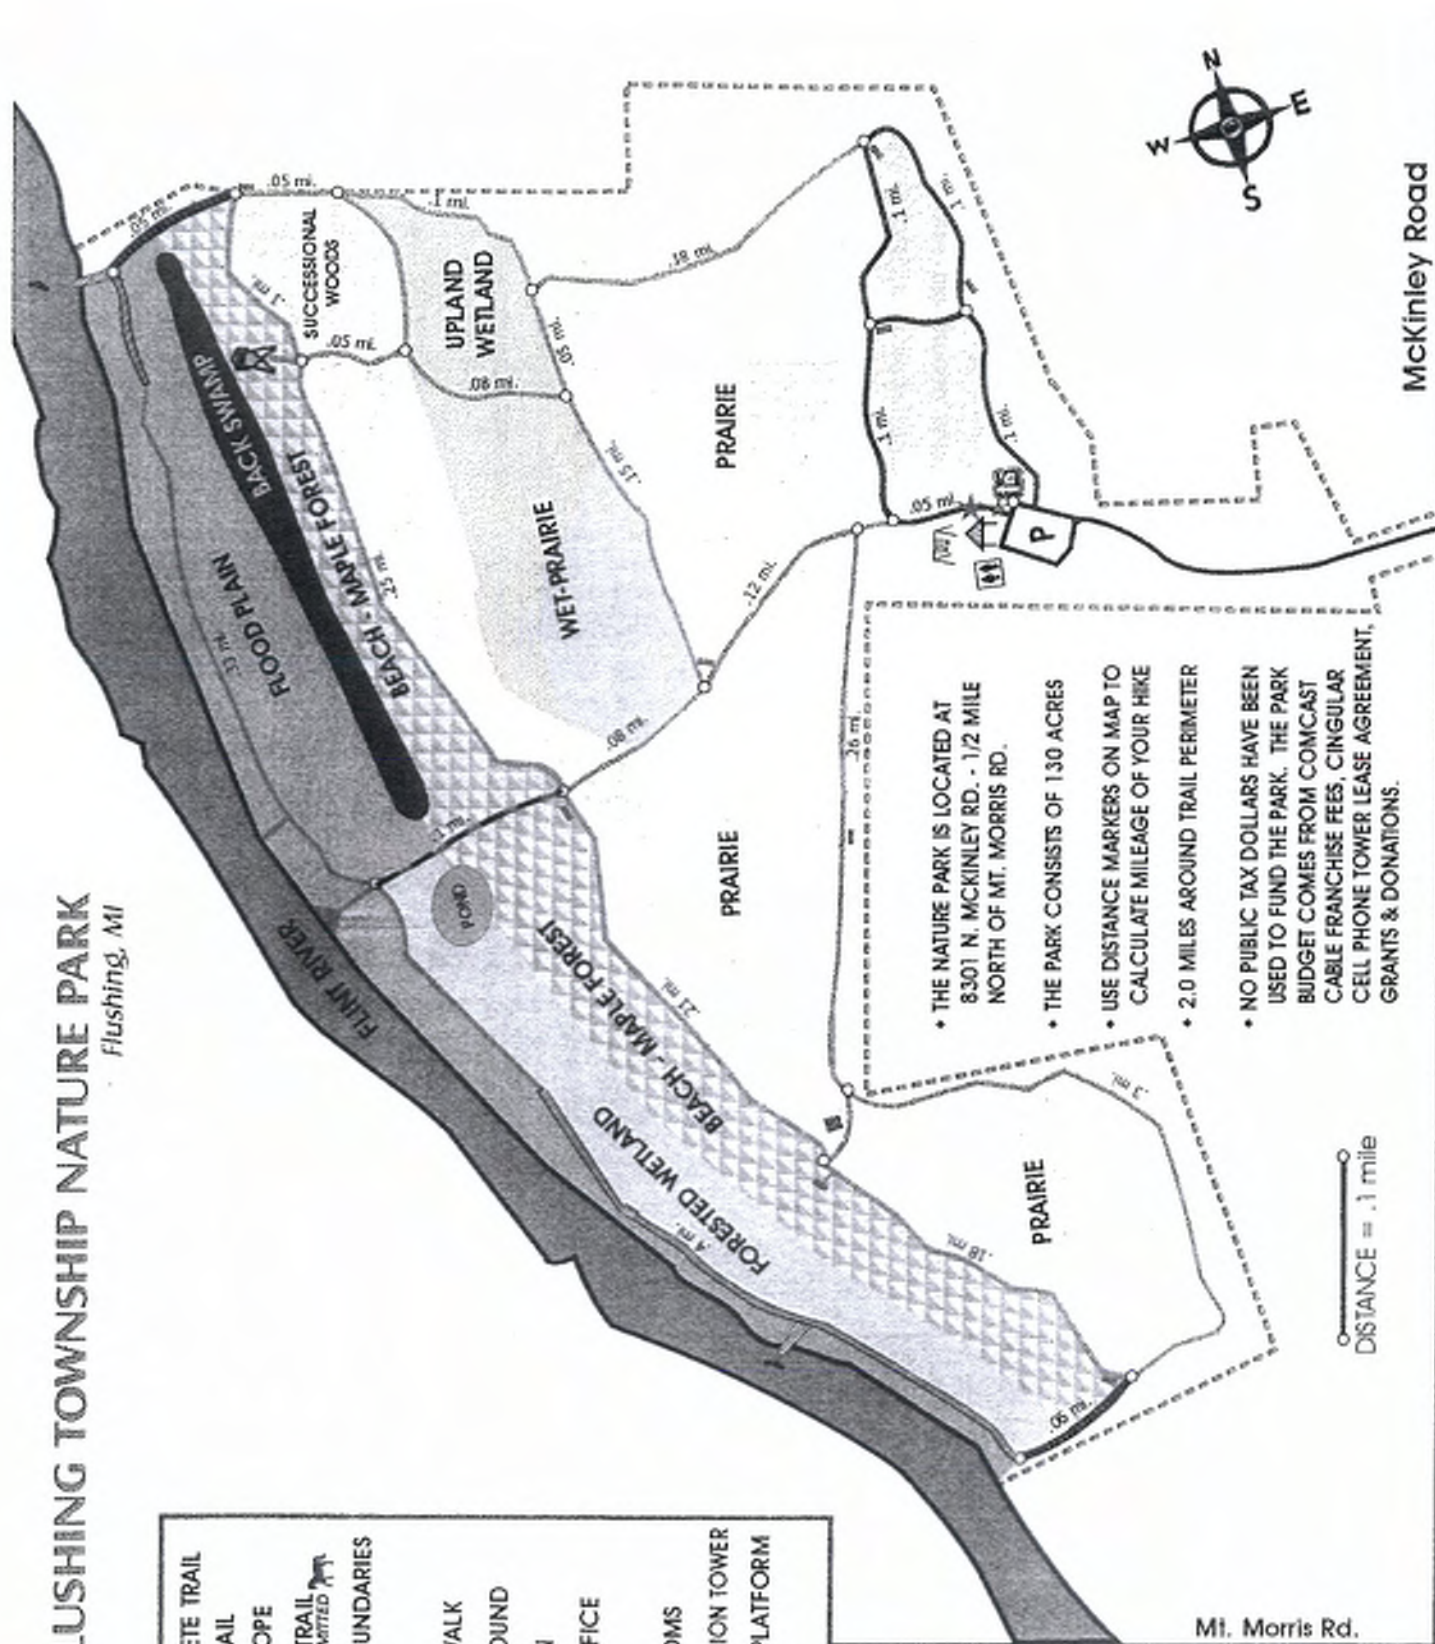 LUSHING TOWNSHIP NATURE PARK
Flushing, MI
N
E
S
W
McKinley Road
Mt. Morris Rd.
FLINT RIVER
FLOOD PLAIN
.33 mi.
BACK SWAMP
BEACH - MAPLE FOREST
.25 mi.
SUCCESSIONAL
WOODS
UPLAND
WETLAND
WET-PRAIRIE
PRAIRIE
PRAIRIE
PRAIRIE
POND
BEACH - MAPLE FOREST
FORESTED WETLAND
.05 mi.
.05 mi.
.1 mi.
.1 mi.
.05 mi.
.08 mi.
.05 mi.
.18 mi.
.15 mi.
.1 mi.
.1 mi.
.1 mi.
.1 mi.
.05 mi.
.12 mi.
.08 mi.
.1 mi.
.26 mi.
.4 mi.
.18 mi.
.3 mi.
P
• THE NATURE PARK IS LOCATED AT
8301 N. MCKINLEY RD. - 1/2 MILE
NORTH OF MT. MORRIS RD.
• THE PARK CONSISTS OF 130 ACRES
• USE DISTANCE MARKERS ON MAP TO
CALCULATE MILEAGE OF YOUR HIKE
• 2.0 MILES AROUND TRAIL PERIMETER
• NO PUBLIC TAX DOLLARS HAVE BEEN
USED TO FUND THE PARK. THE PARK
BUDGET COMES FROM COMCAST
CABLE FRANCHISE FEES, CINGULAR
CELL PHONE TOWER LEASE AGREEMENT,
GRANTS & DONATIONS.
DISTANCE = .1 mile
ETE TRAIL
AIL
OPE
TRAIL
MITED
UNDARIES
ALK
OUND
FICE
OMS
ION TOWER
PLATFORM